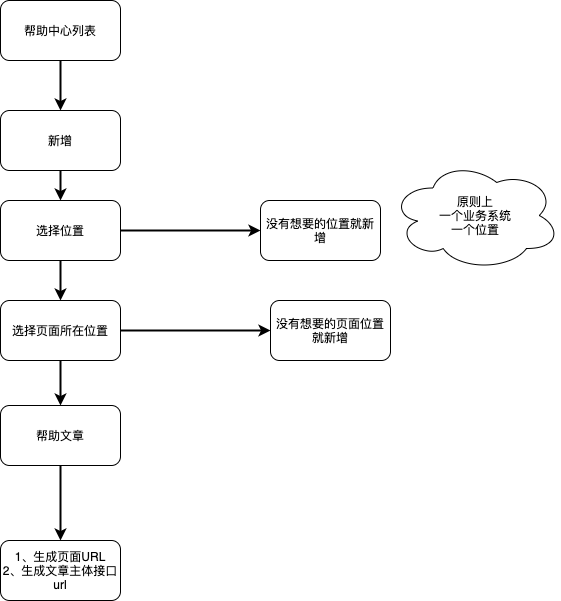 帮助中心列表
新增
选择位置
没有想要的位置就新
增
原则上
一个业务系统
一个位置
选择页面所在位置
没有想要的页面位置
就新增
帮助文章
1、生成页面URL
2、生成文章主体接口
url